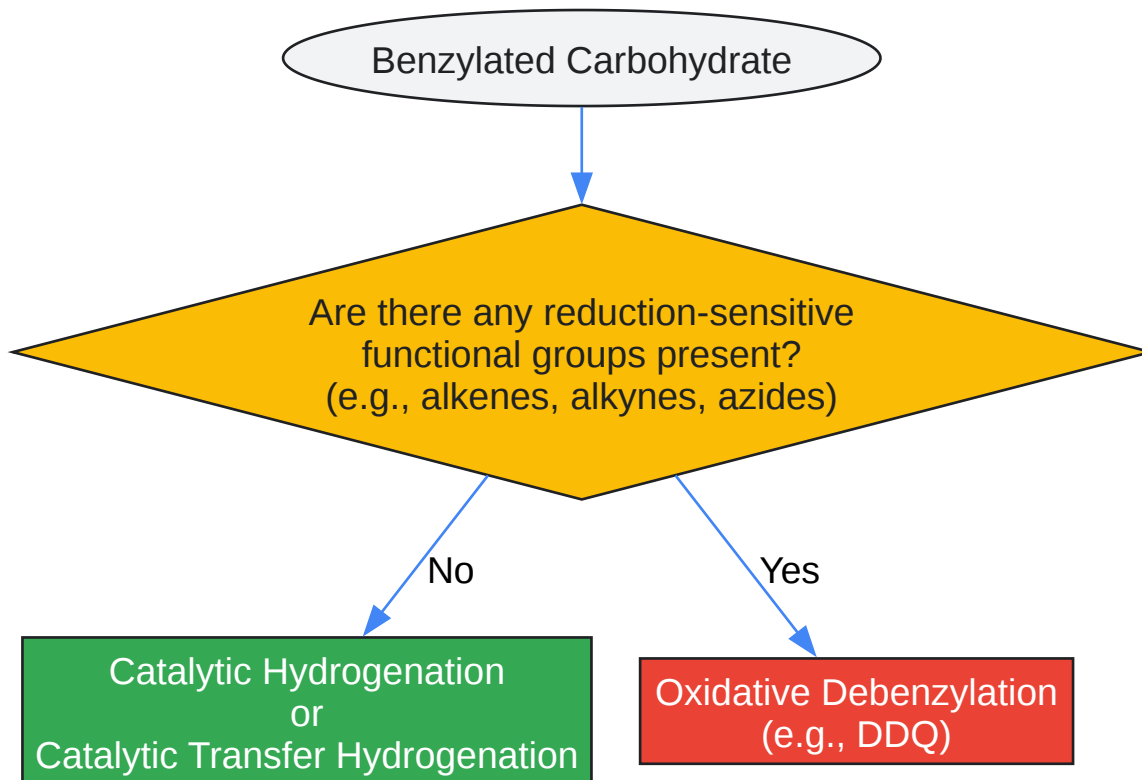 Benzylated Carbohydrate
Are there any reduction-sensitive
functional groups present?
(e.g., alkenes, alkynes, azides)
No
Yes
Catalytic Hydrogenation
or
Catalytic Transfer Hydrogenation
Oxidative Debenzylation
(e.g., DDQ)